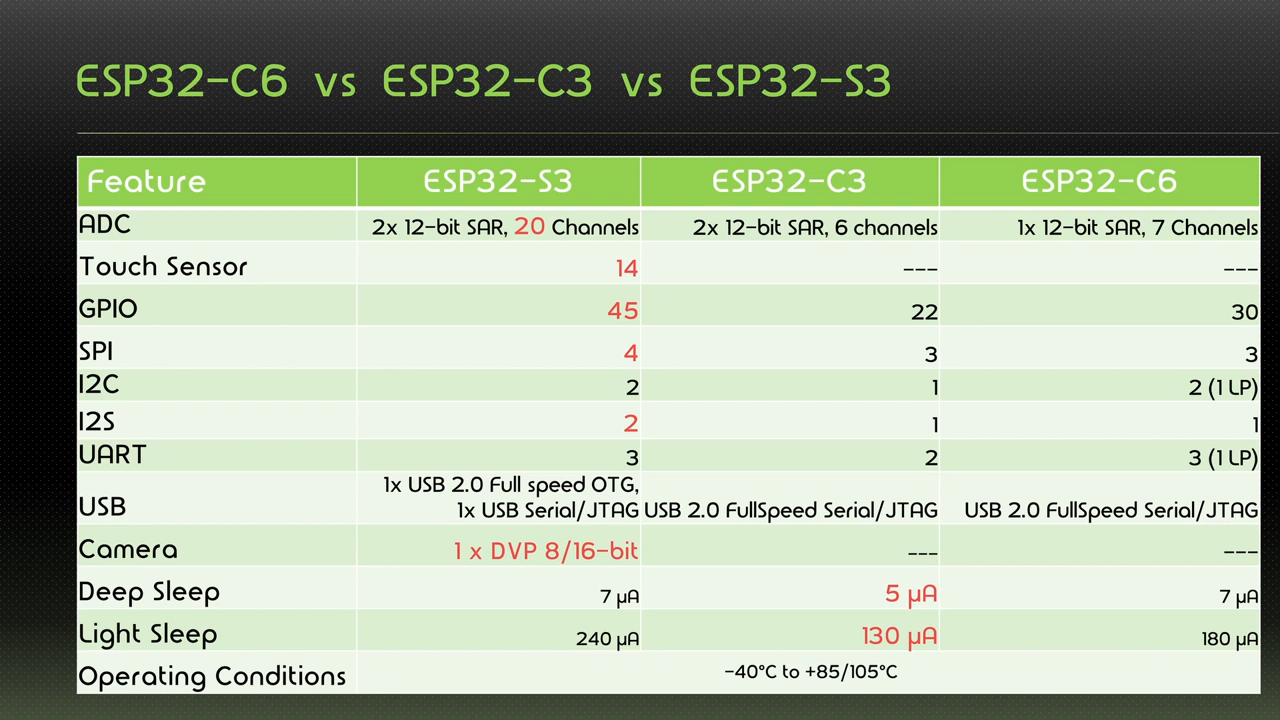 ESP32-C6 vs ESP32-C3 vs ESP32-S3
Feature ESP32-S3 ESP32-C3 ESP32-C6
ADC 2x 12-bit SAR, 20 Channels 2x 12-bit SAR, 6 channels 1x 12-bit SAR, 7 Channels
Touch Sensor 14 --- ---
GPIO 45 22 30
SPI 4 3 3
I2C 2 1 2 (1 LP)
I2S 2 1 1
UART 3 2 3 (1 LP)
USB 1x USB 2.0 Full speed OTG,
1x USB Serial/JTAG USB 2.0 FullSpeed Serial/JTAG USB 2.0 FullSpeed Serial/JTAG
Camera 1 x DVP 8/16-bit --- ---
Deep Sleep 7 µA 5 µA 7 µA
Light Sleep 240 µA 130 µA 180 µA
Operating Conditions -40°C to +85/105°C